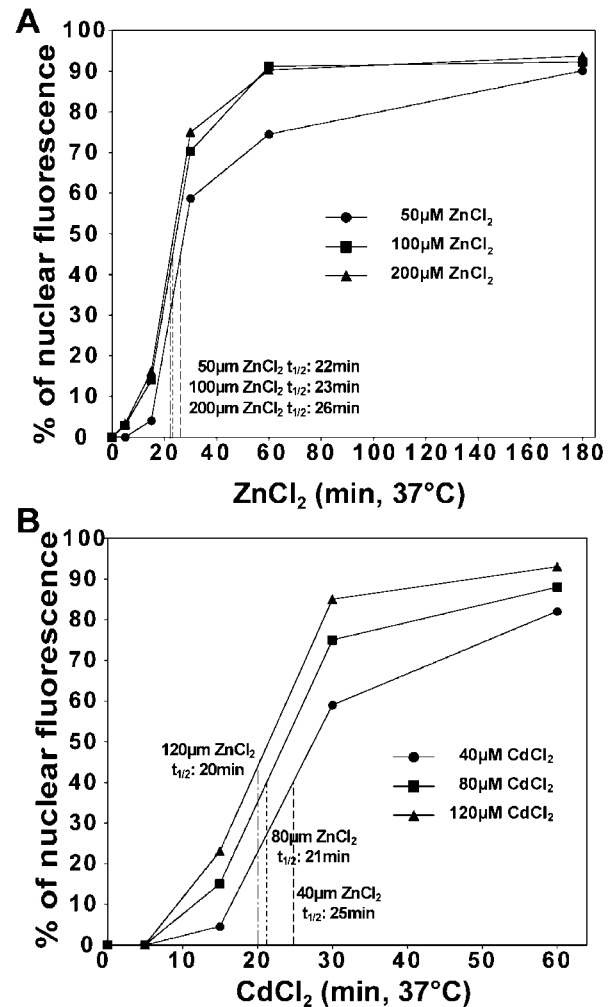 A
% of nuclear fluorescence
100
90
80
70
60
50
40
30
20
10
0
50µM ZnCl₂
100µM ZnCl₂
200µM ZnCl₂
50µm ZnCl₂ t₁/₂: 22min
100µm ZnCl₂ t₁/₂: 23min
200µm ZnCl₂ t₁/₂: 26min
0 20 40 60 80 100 120 140 160 180
ZnCl₂ (min, 37°C)
B
% of nuclear fluorescence
100
90
80
70
60
50
40
30
20
10
0
120µm ZnCl₂
t₁/₂: 20min
40µM CdCl₂
80µM CdCl₂
120µM CdCl₂
80µm ZnCl₂
t₁/₂: 21min
40µm ZnCl₂
t₁/₂: 25min
0 10 20 30 40 50 60
CdCl₂ (min, 37°C)